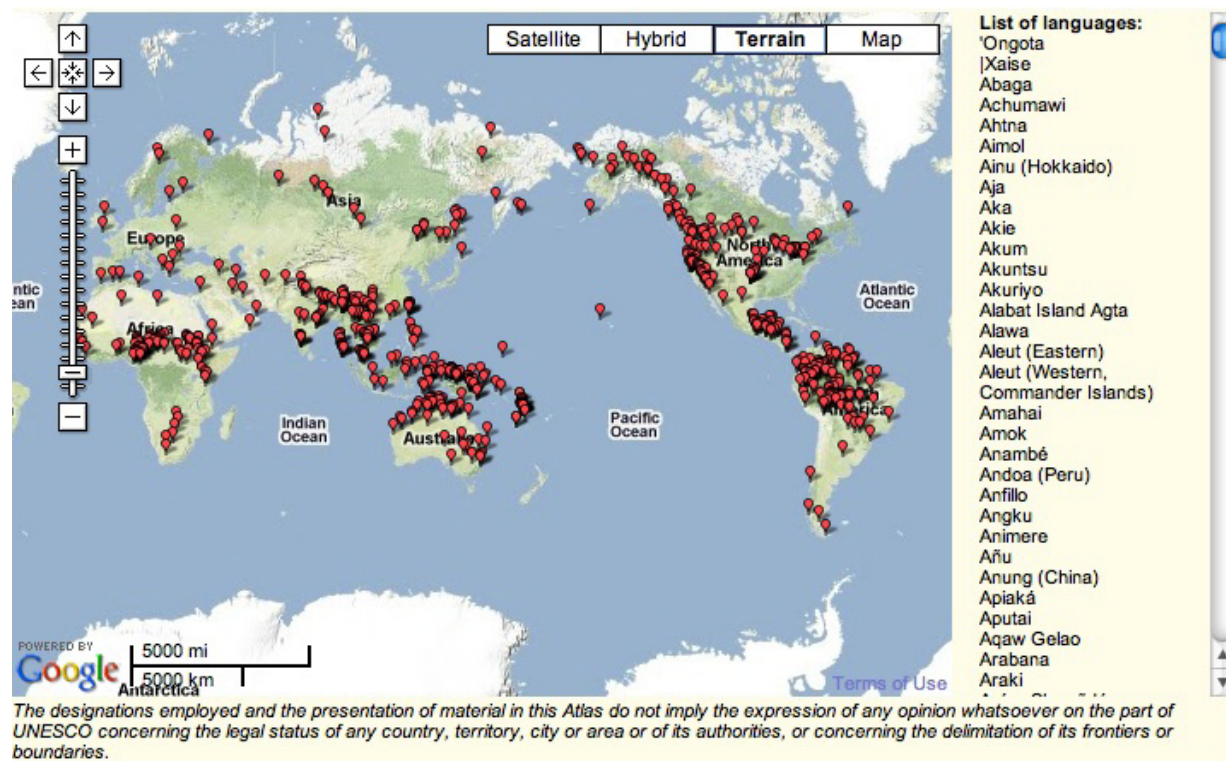 Satellite
Hybrid
Terrain
Map
Asia
Europe
North
America
Atlantic
Ocean
ntic
ean
Africa
Indian
Ocean
Pacific
Ocean
Australia
America
POWERED BY
Google
5000 mi
5000 km
Antarctica
Terms of Use
List of languages:
'Ongota
|Xaise
Abaga
Achumawi
Ahtna
Aimol
Ainu (Hokkaido)
Aja
Aka
Akie
Akum
Akuntsu
Akuriyo
Alabat Island Agta
Alawa
Aleut (Eastern)
Aleut (Western,
Commander Islands)
Amahai
Amok
Anambé
Andoa (Peru)
Anfillo
Angku
Animere
Añu
Anung (China)
Apiaká
Aputai
Aqaw Gelao
Arabana
Araki
The designations employed and the presentation of material in this Atlas do not imply the expression of any opinion whatsoever on the part of
UNESCO concerning the legal status of any country, territory, city or area or of its authorities, or concerning the delimitation of its frontiers or
boundaries.